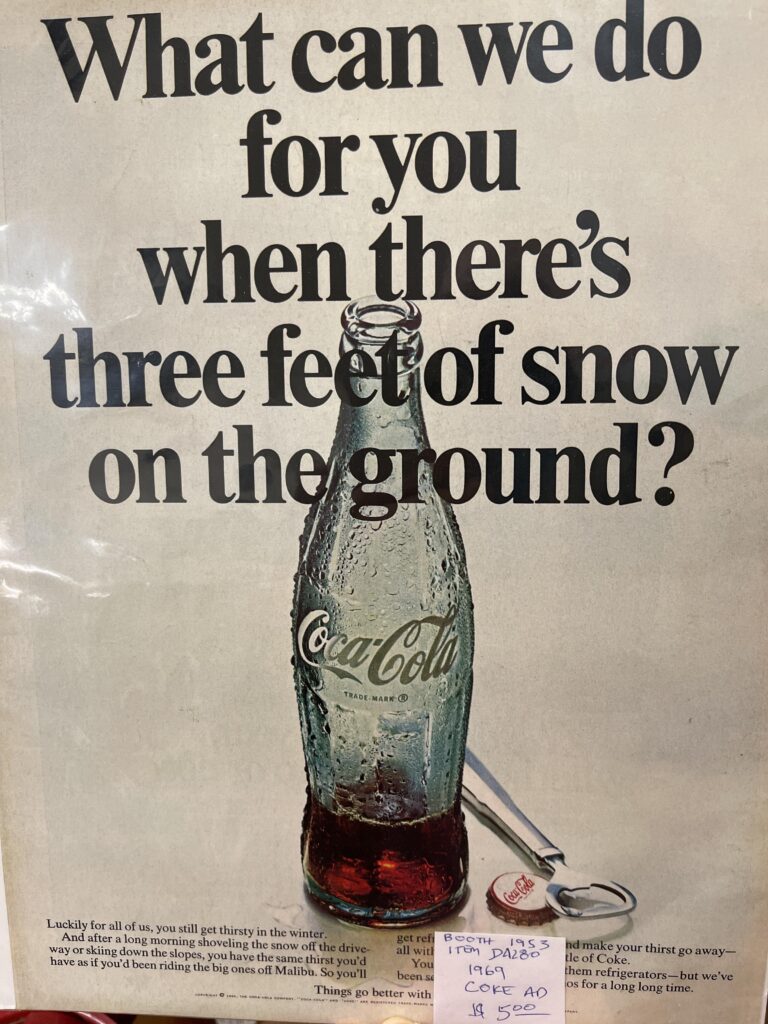 What can we do
for you
when there's
three feet of snow
on the ground?
Coca-Cola
TRADE-MARK ®
Coca-Cola
Luckily for all of us, you still get thirsty in the winter.
And after a long morning shoveling the snow off the drive-
way or skiing down the slopes, you have the same thirst you'd
have as if you'd been riding the big ones off Malibu. So you'll
get
and make your thirst go away—
all with
tle of Coke.
You
them refrigerators—but we've
been se
os for a long long time.
Things go better with
BOOTH 1953
ITEM DA280
1969
COKE AD
$ 5.00